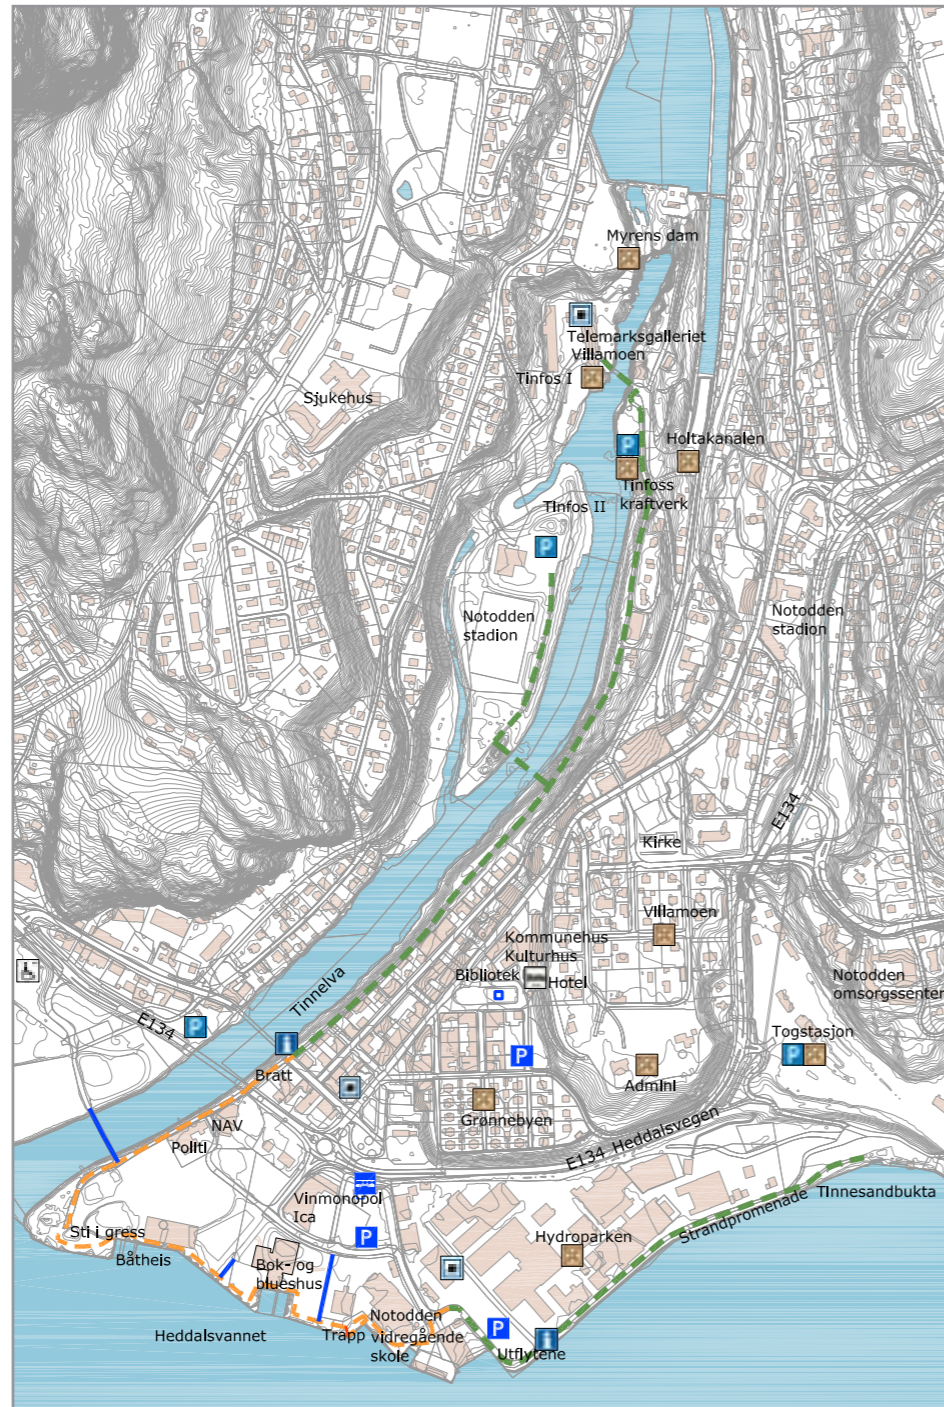 Myrens dam
Telemarksgalleriet
Villamoen
Tinfos I
Sjukehus
P
Holtakanalen
Tinfoss
kraftverk
Tinfos II
P
Notodden
stadion
Notodden
stadion
E134
Kirke
Villamoen
Kommunehus
Kulturhus
Bibliotek
Hotel
Notodden
omsorgssenter
Tinnelva
E134
P
i
Togstasjon
P
P
Bratt
Admini
Grønnebyen
NAV
Politi
E134 Heddalsvegen
Vinmonopol
Ica
Tinnesandbukta
Strandpromenade
P
Sti i gress
Båtheis
Bok- og
blueshus
Hydroparken
Heddalsvannet
Trapp
Notodden
vidregående
skole
P
i
Utflytene